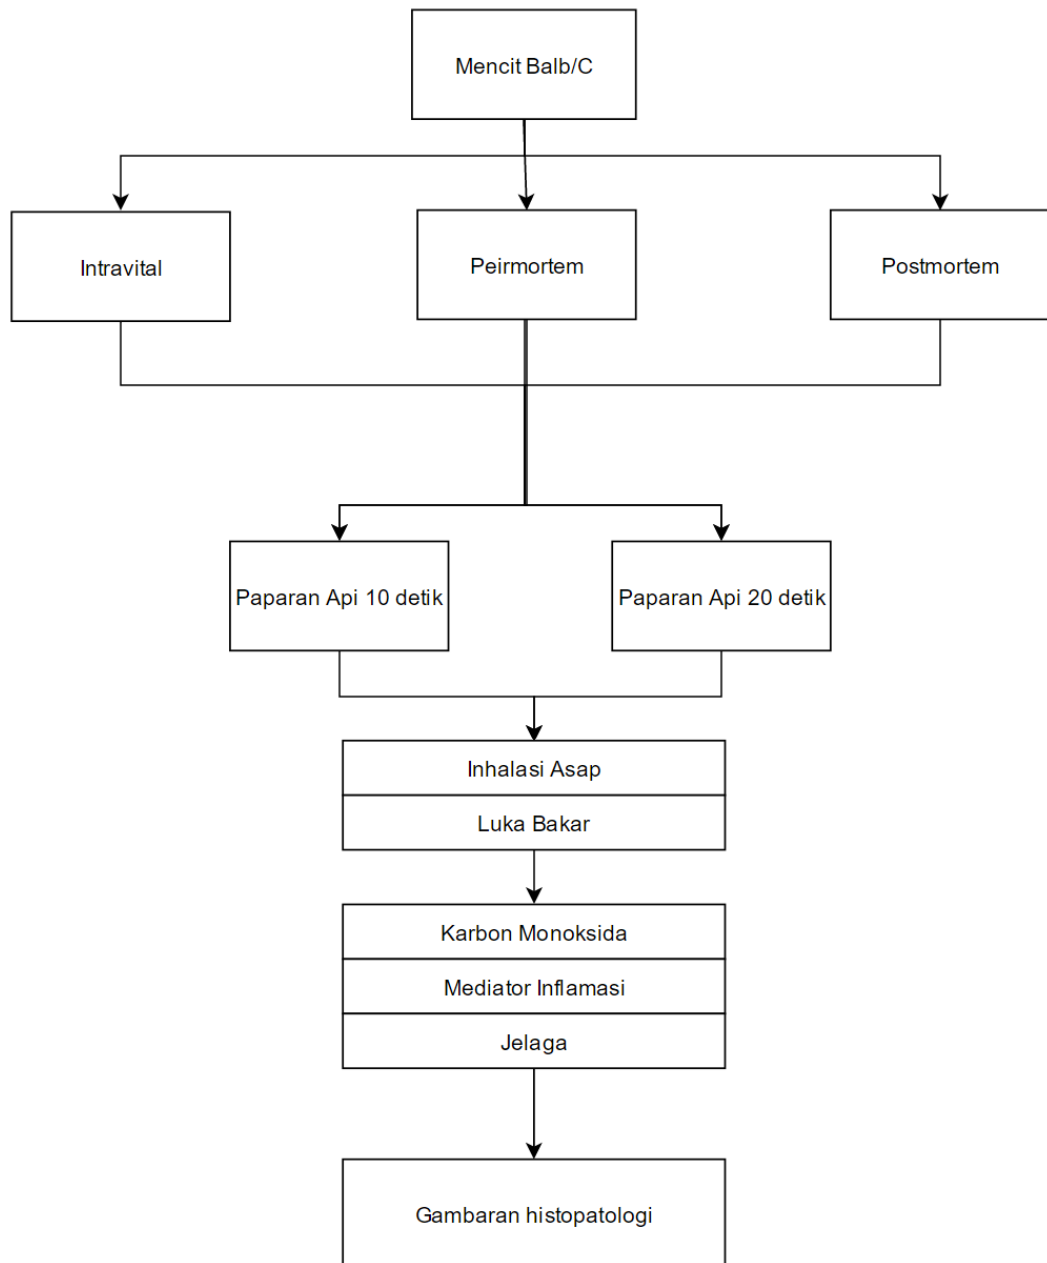 Mencit Balb/C
Intravital
Peirmortem
Postmortem
Paparan Api 10 detik
Paparan Api 20 detik
Inhalasi Asap
Luka Bakar
Karbon Monoksida
Mediator Inflamasi
Jelaga
Gambaran histopatologi